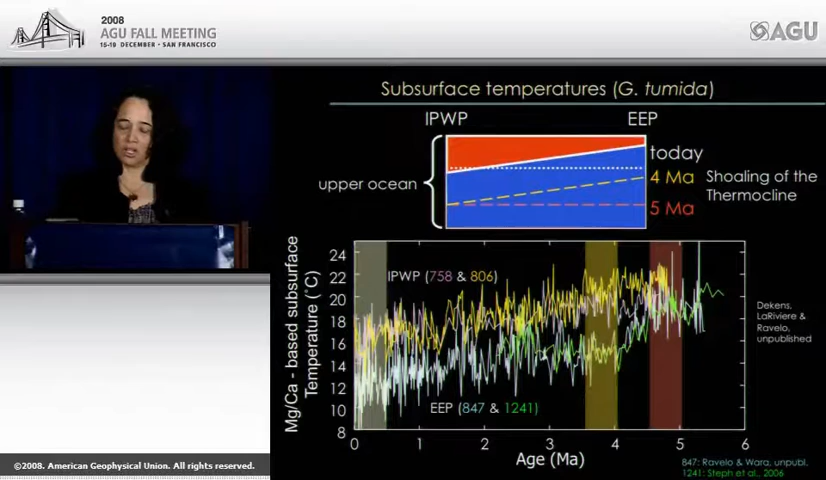 2008
AGU FALL MEETING
15-19 DECEMBER • SAN FRANCISCO
AGU
Subsurface temperatures (G. tumida)
IPWP
EEP
today
upper ocean
4 Ma
Shoaling of the
Thermocline
5 Ma
Mg/Ca - based subsurface
Temperature (˚C)
24
22
20
18
16
14
12
10
8
IPWP (758 & 806)
EEP (847 & 1241)
0 1 2 3 4 5 6
Age (Ma)
Dekens,
LaRiviere &
Ravelo,
unpublished
847: Ravelo & Wara, unpubl.
1241: Steph et al., 2006
©2008. American Geophysical Union. All rights reserved.